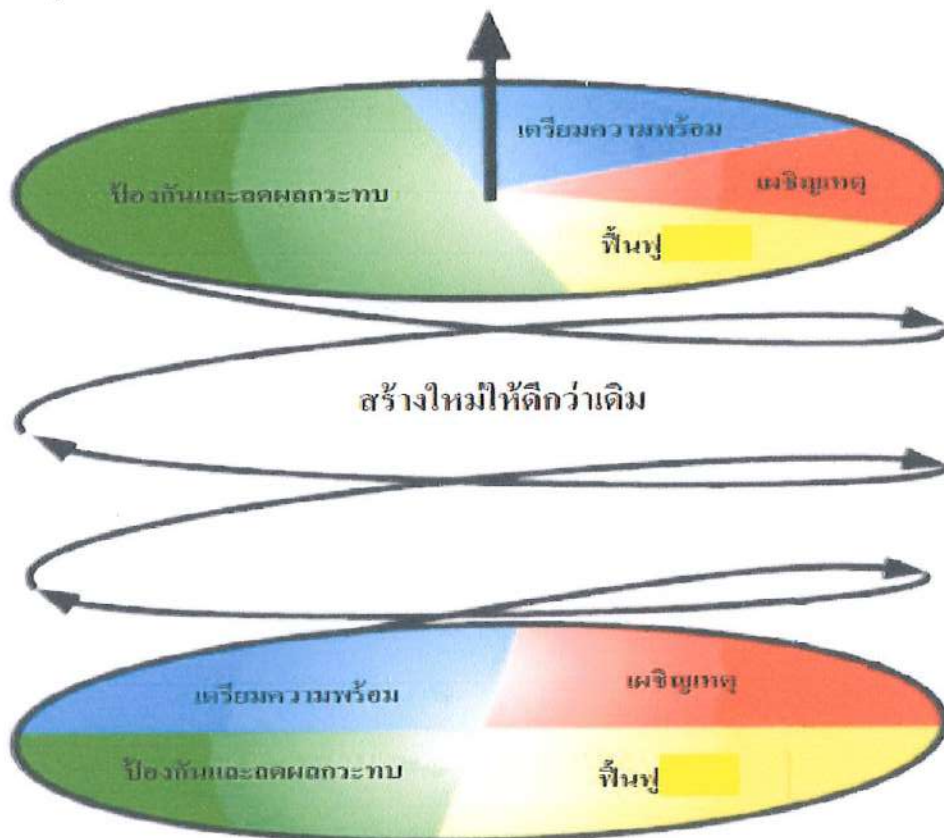 เตรียมความพร้อม
ป้องกันและลดผลกระทบ
เผชิญเหตุ
ฟื้นฟู
สร้างใหม่ให้ดีกว่าเดิม
เตรียมความพร้อม
เผชิญเหตุ
ป้องกันและลดผลกระทบ
ฟื้นฟู